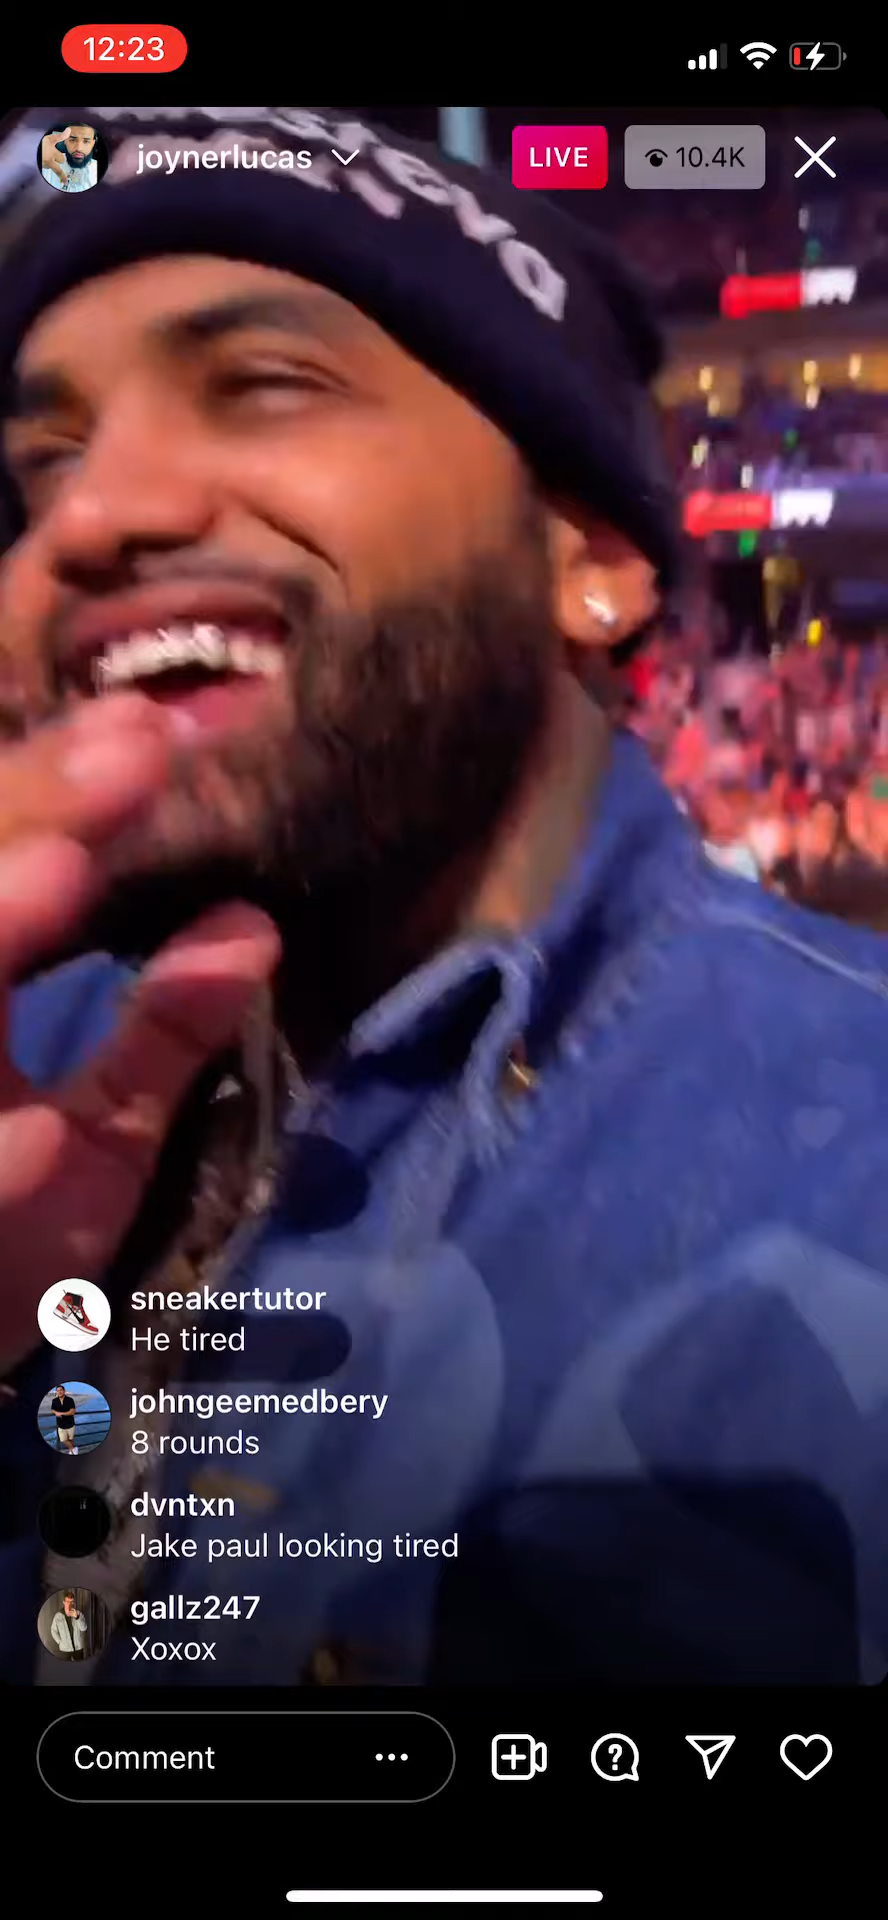 12:23
joynerlucas
LIVE
10.4K
sneakertutor
He tired
johngeemedbery
8 rounds
dvntxn
Jake paul looking tired
gallz247
Xoxox
Comment